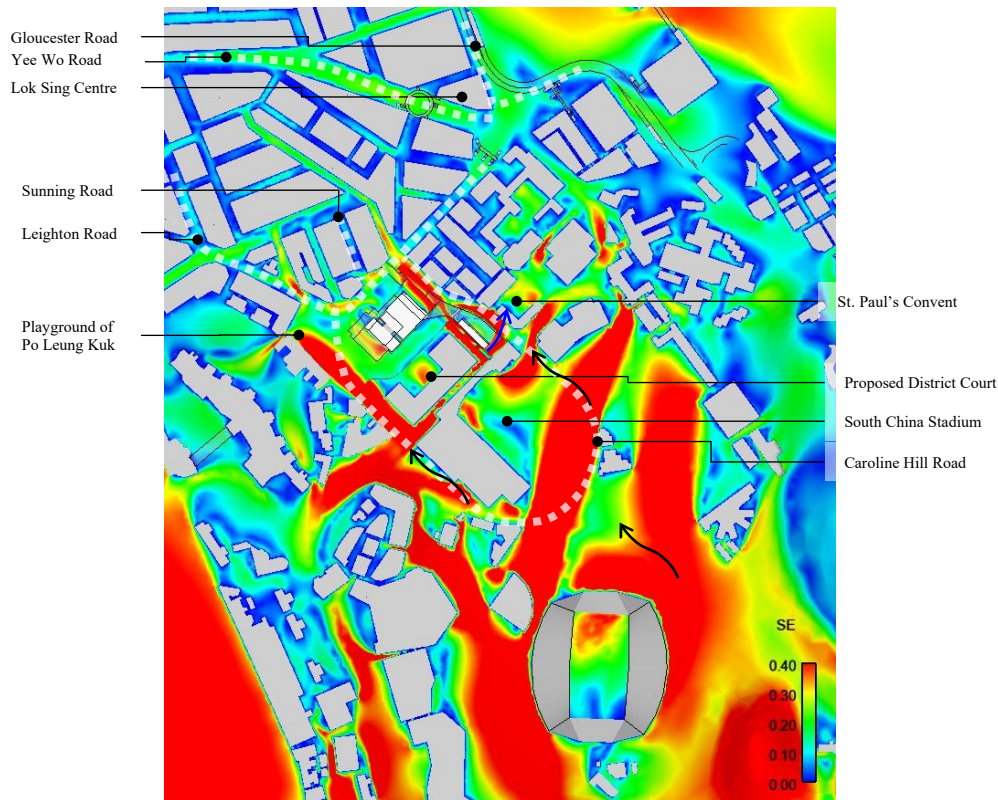 Gloucester Road
Yee Wo Road
Lok Sing Centre
Sunning Road
Leighton Road
St. Paul's Convent
Playground of
Po Leung Kuk
Proposed District Court
South China Stadium
Caroline Hill Road
SE
0.40
0.30
0.20
0.10
0.00